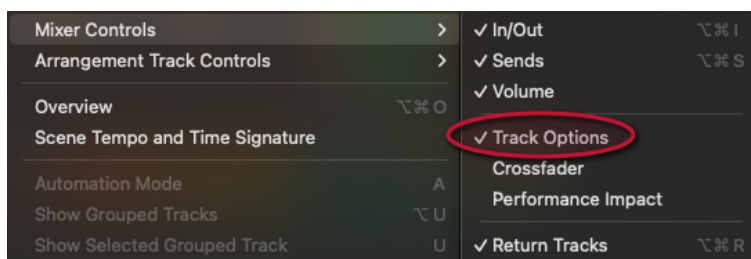 Mixer Controls >
Arrangement Track Controls >
Overview ⌥⌘O
Scene Tempo and Time Signature
Automation Mode A
Show Grouped Tracks ⌥U
Show Selected Grouped Track U
✓ In/Out ⌥⌘I
✓ Sends ⌥⌘S
✓ Volume
✓ Track Options
Crossfader
Performance Impact
✓ Return Tracks ⌥⌘R